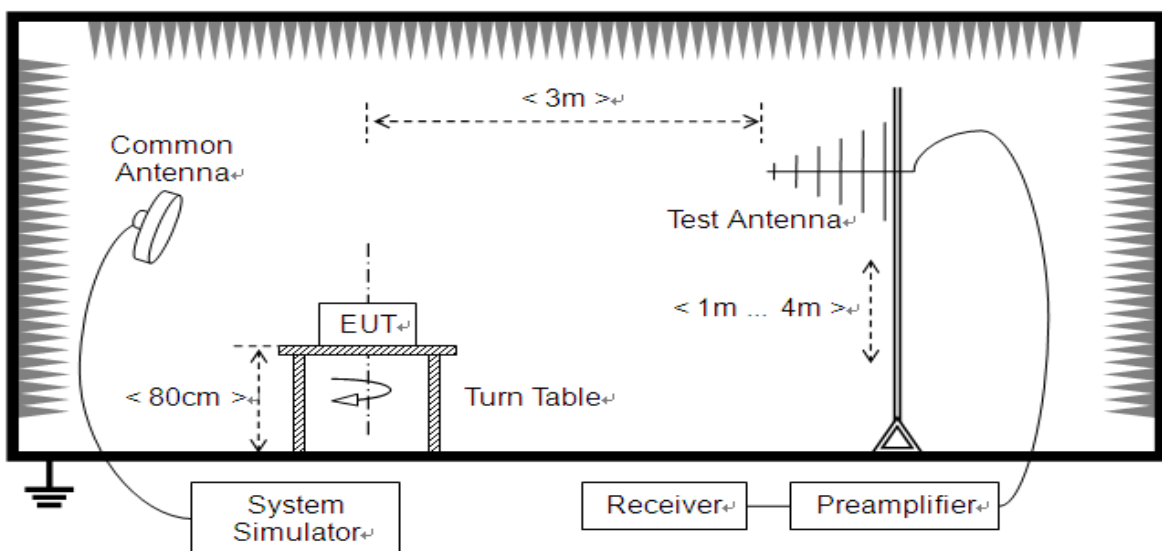 < 3m >↵
Common
Antenna↵
Test Antenna↵
< 1m ... 4m >↵
EUT↵
< 80cm >↵
Turn Table↵
System
Simulator↵
Receiver↵
Preamplifier↵